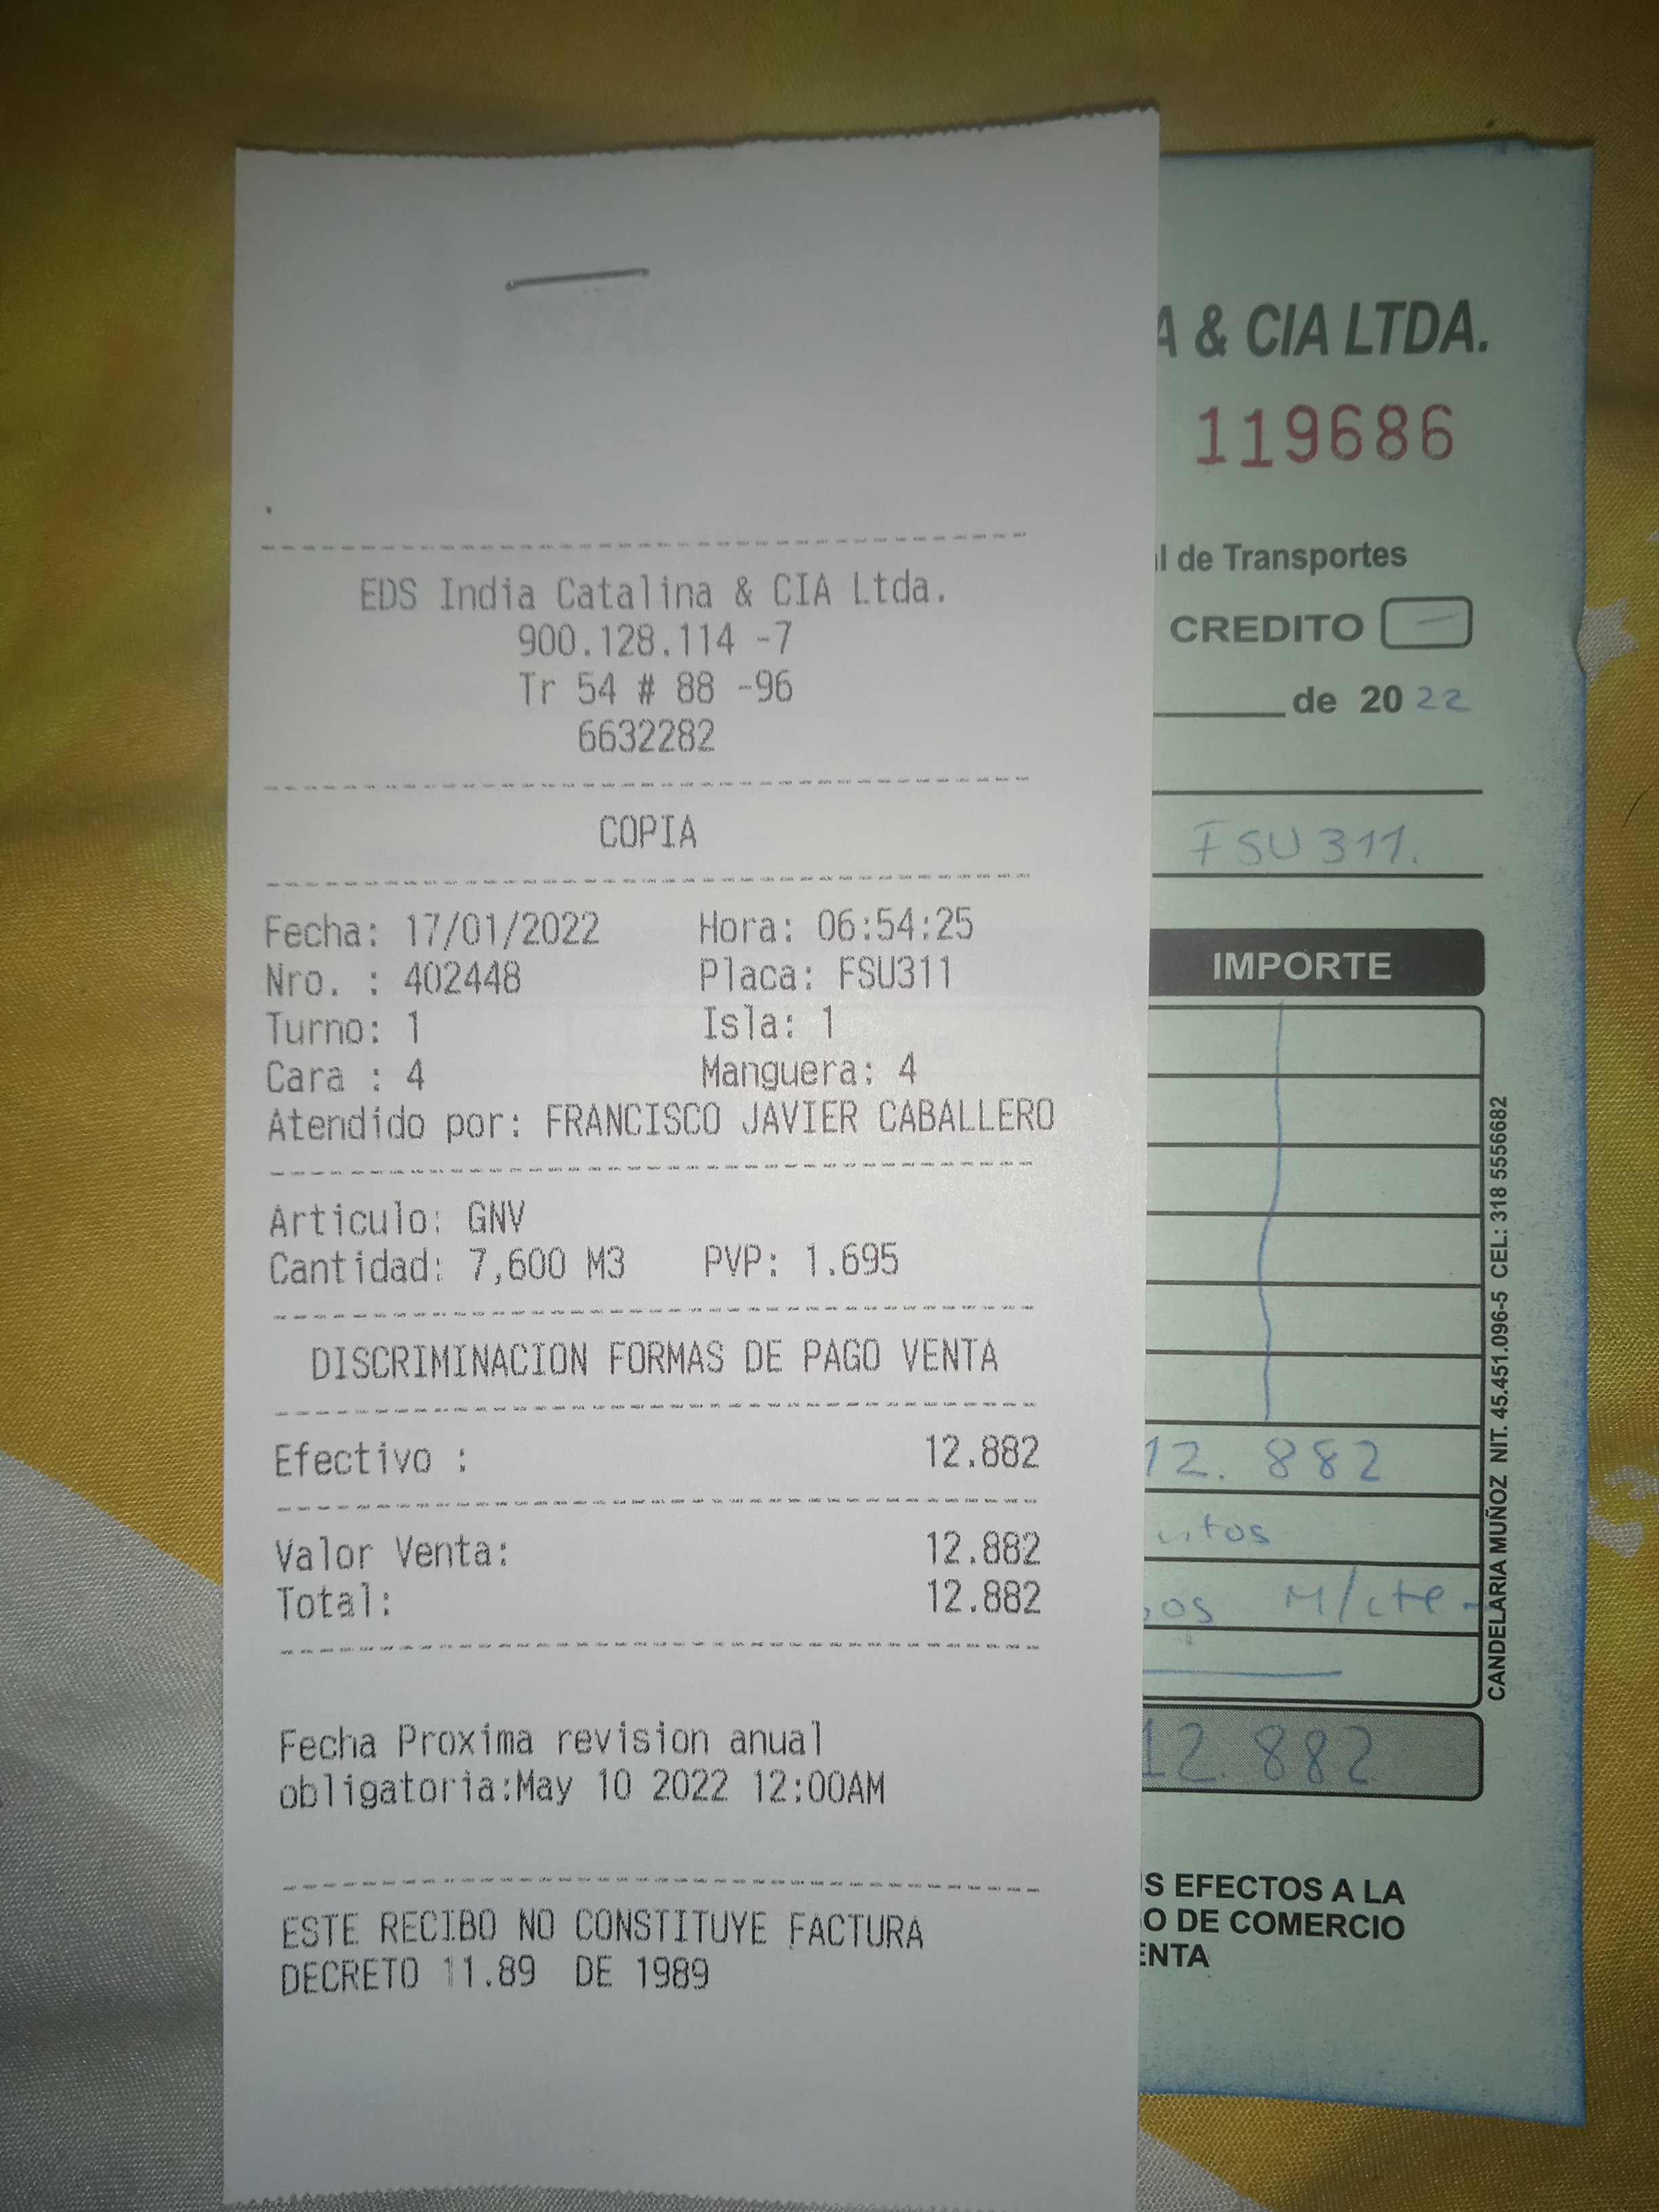 EDS India Catalina & CIA Ltda.
900.128.114 -7
Tr 54 # 88 -96
6632282
COPIA
Fecha: 17/01/2022 Hora: 06:54:25
Nro. : 402448 Placa: FSU311
Turno: 1 Isla: 1
Cara : 4 Manguera: 4
Atendido por: FRANCISCO JAVIER CABALLERO
Articulo: GNV
Cantidad: 7,600 M3 PVP: 1.695
DISCRIMINACION FORMAS DE PAGO VENTA
Efectivo : 12.882
Valor Venta: 12.882
Total: 12.882
Fecha Proxima revision anual
obligatoria:May 10 2022 12:00AM
ESTE RECIBO NO CONSTITUYE FACTURA
DECRETO 11.89 DE 1989
A & CIA LTDA.
119686
l de Transportes
CREDITO
de 2022
FSU 311.
IMPORTE
12.882
os M/cte
12.882
S EFECTOS A LA
O DE COMERCIO
ENTA
CANDELARIA MUÑOZ NIT. 45.451.096-5 CEL: 318 5556682